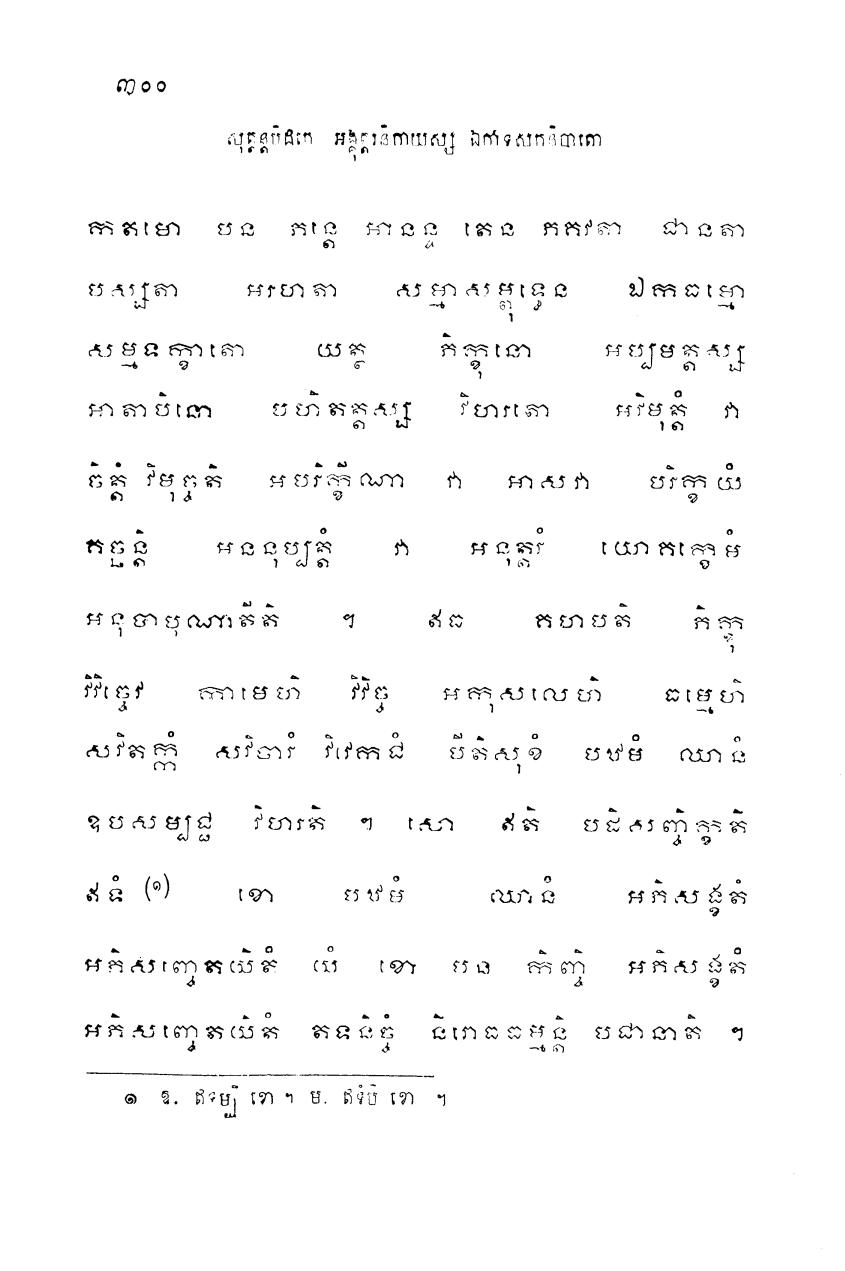 ៣០០
សុត្តន្តបិដកេ អង្គុត្តរនិកាយស្ស ឯកាទសកនិបាតោ
កតមោ បន ភន្តេ អានន្ទ តេន ភគវតា ជានតា
បស្សតា អរហតា សម្មាសម្ពុទ្ធេន ឯកធម្មោ
សម្មទក្ខាតោ យត្ថ ភិក្ខុនោ អប្បមត្តស្ស
អាតាបិនោ បហិតត្តស្ស វិហរតោ អវិមុត្តំ វា
ចិត្តំ វិមុច្ចតិ អបរិក្ខីណា វា អាសវា បរិក្ខយំ
គច្ឆន្តិ អននុប្បត្តំ វា អនុត្តរំ យោគក្ខេមំ
អនុបាបុណាតីតិ ។ ឥធ គហបតិ ភិក្ខុ
វិវិច្ចេវ កាមេហិ វិវិច្ច អកុសលេហិ ធម្មេហិ
សវិតក្កំ សវិចារំ វិវេកជំ បីតិសុខំ បឋមំ ឈានំ
ឧបសម្បជ្ជ វិហរតិ ។ សោ ឥតិ បដិសញ្ចិក្ខតិ
ឥទំ (១) ខោ បឋមំ ឈានំ អភិសង្ខតំ
អភិសញ្ចេតយិតំ យំ ខោ បន កិញ្ចិ អភិសង្ខតំ
អភិសញ្ចេតយិតំ តទនិច្ចំ និរោធធម្មន្តិ បជានាតិ ។
១ ឱ. ឥទម្បិ ខោ ។ ម. ឥទំបិ ខោ ។